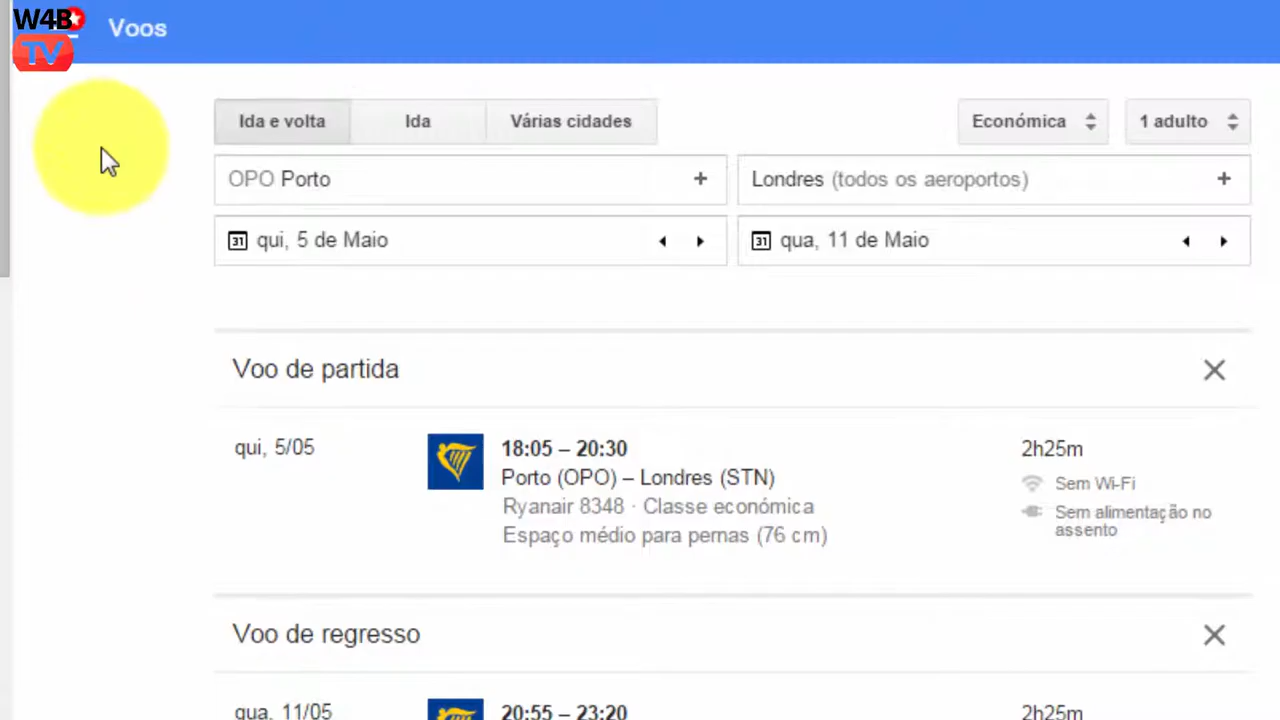 W4B
TV
Voos
Ida e volta
Ida
Várias cidades
Económica
1 adulto
OPO Porto
Londres (todos os aeroportos)
31 qui, 5 de Maio
31 qua, 11 de Maio
Voo de partida
qui, 5/05
18:05 – 20:30
2h25m
Porto (OPO) – Londres (STN)
Sem Wi-Fi
Ryanair 8348 · Classe económica
Sem alimentação no
assento
Espaço médio para pernas (76 cm)
Voo de regresso
qua, 11/05
20:55 – 23:20
2h25m